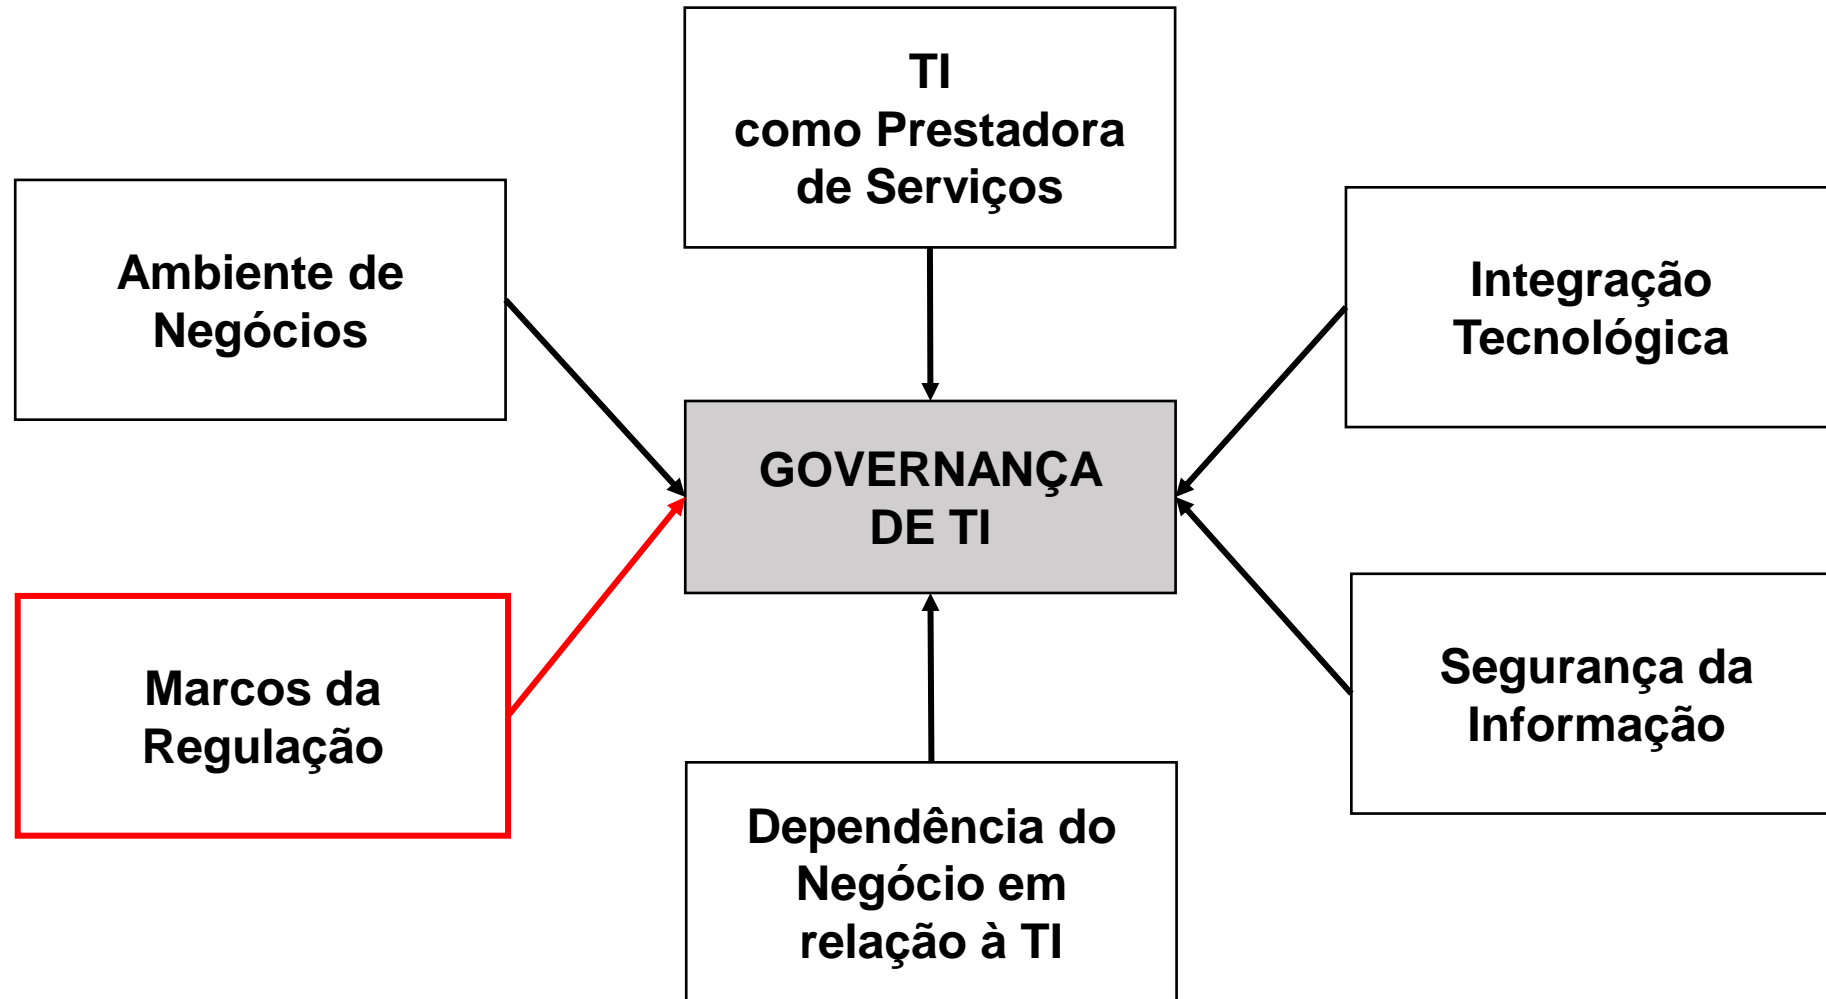 TI
como Prestadora
de Serviços
Ambiente de
Negócios
Integração
Tecnológica
GOVERNANÇA
DE TI
Marcos da
Regulação
Segurança da
Informação
Dependência do
Negócio em
relação à TI